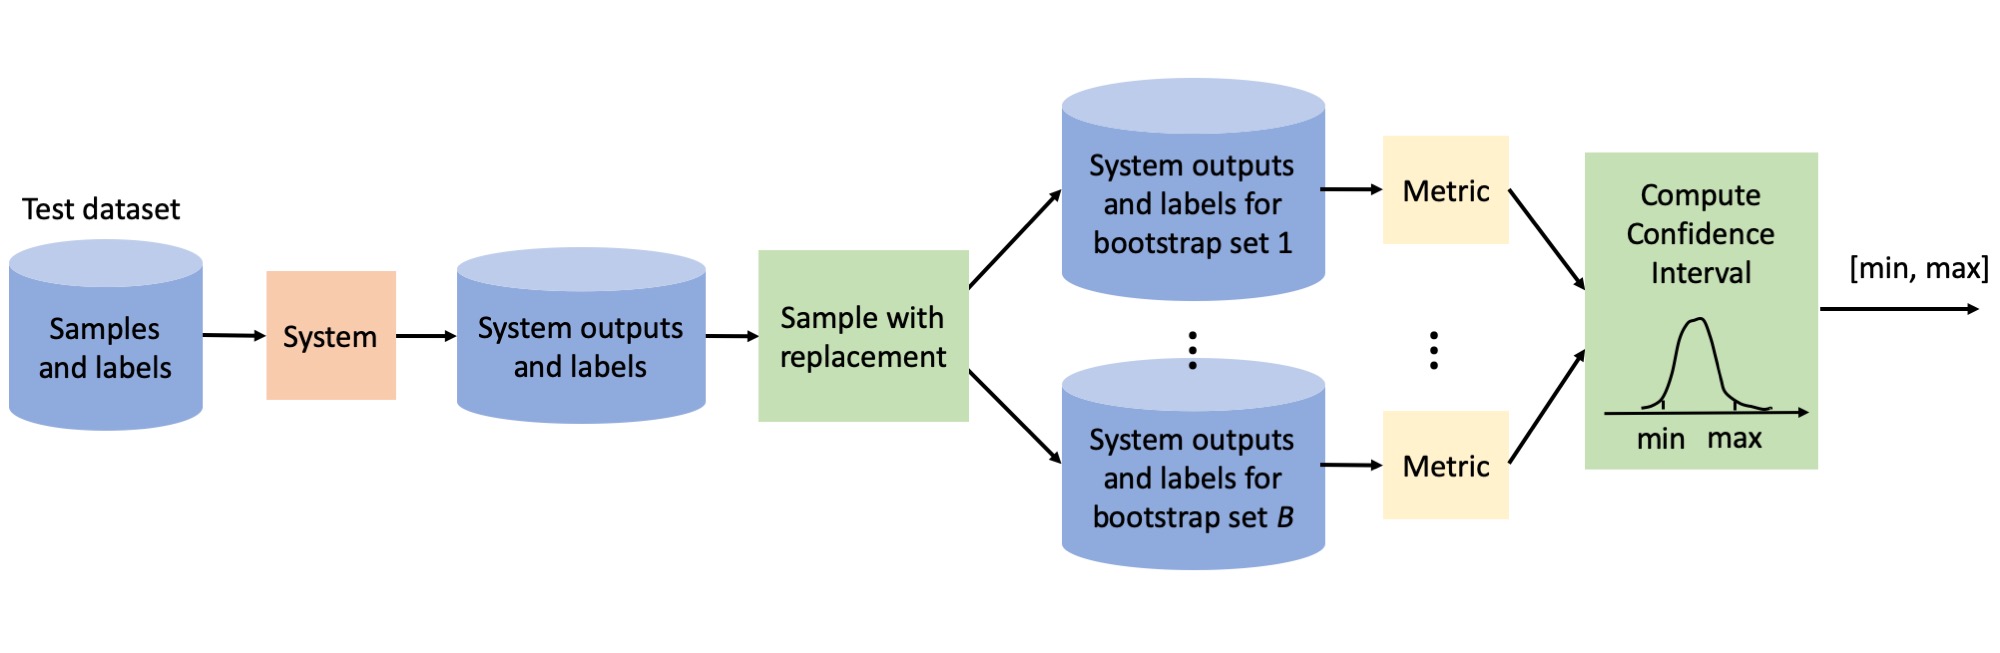 Test dataset
Samples
and labels
System
System outputs
and labels
Sample with
replacement
System outputs
and labels for
bootstrap set 1
Metric
System outputs
and labels for
bootstrap set B
Metric
Compute
Confidence
Interval
min max
[min, max]